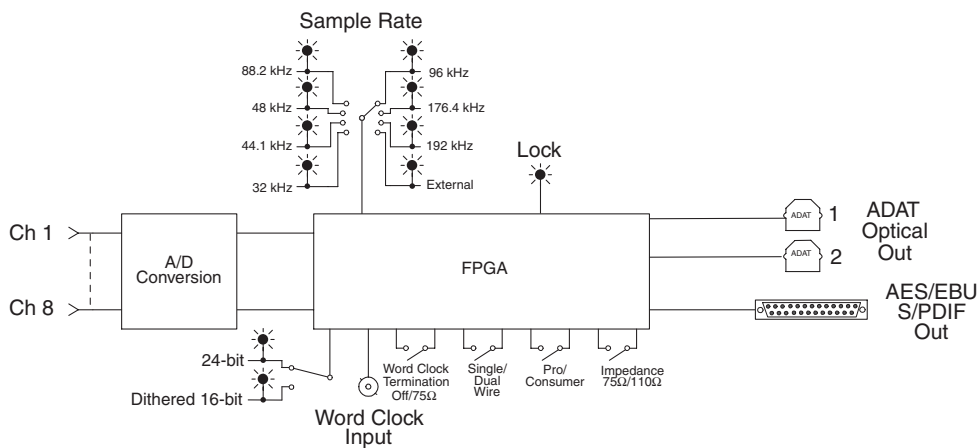 Sample Rate
88.2 kHz
96 kHz
48 kHz
176.4 kHz
44.1 kHz
192 kHz
32 kHz
External
Lock
Ch 1
Ch 8
A/D
Conversion
FPGA
ADAT
1
ADAT
2
ADAT
Optical
Out
AES/EBU
S/PDIF
Out
24-bit
Dithered 16-bit
Word Clock
Input
Word Clock
Termination
Off/75Ω
Single/
Dual
Wire
Pro/
Consumer
Impedance
75Ω/110Ω